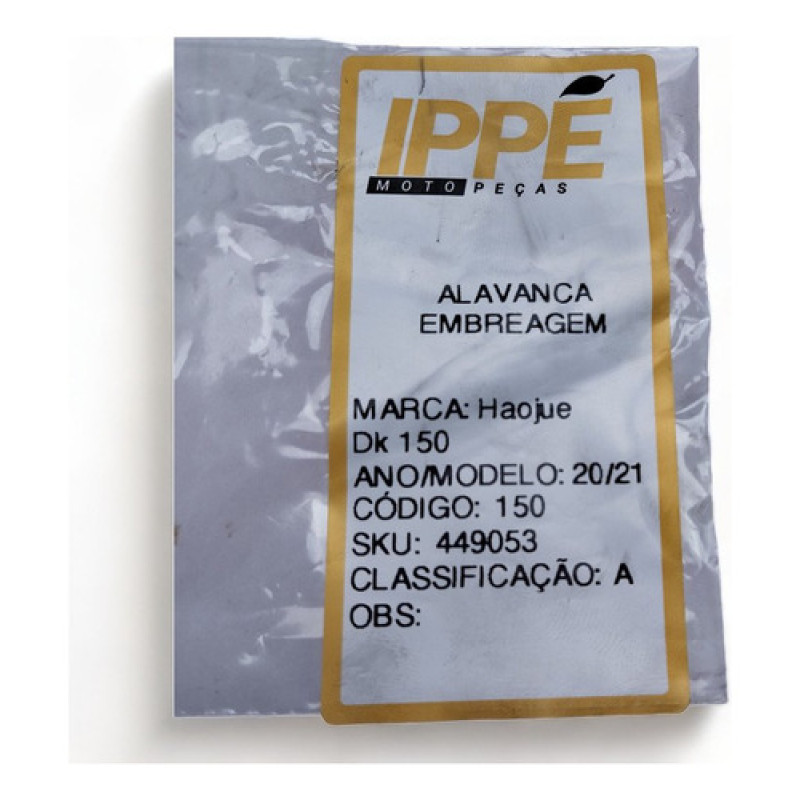 IPPÉ
MOTO PEÇAS
ALAVANCA
EMBREAGEM
MARCA: Haojue
Dk 150
ANO/MODELO: 20/21
CÓDIGO: 150
SKU: 449053
CLASSIFICAÇÃO: A
OBS: